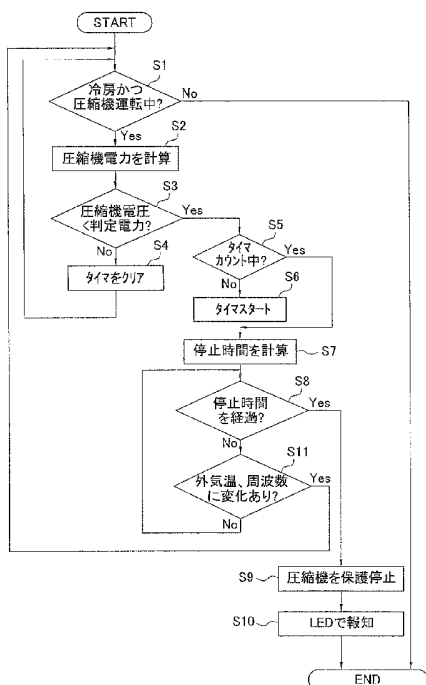 START
S1
冷房かつ
圧縮機運転中?
No
Yes
S2
圧縮機電力を計算
S3
圧縮機電圧
<判定電力?
Yes
No
S4
タイマをクリア
S5
タイマ
カウント中?
Yes
No
S6
タイマスタート
停止時間を計算
S7
S8
停止時間
を経過?
Yes
No
S11
外気温、周波数
に変化あり?
Yes
No
S9
圧縮機を保護停止
S10
LEDで報知
END